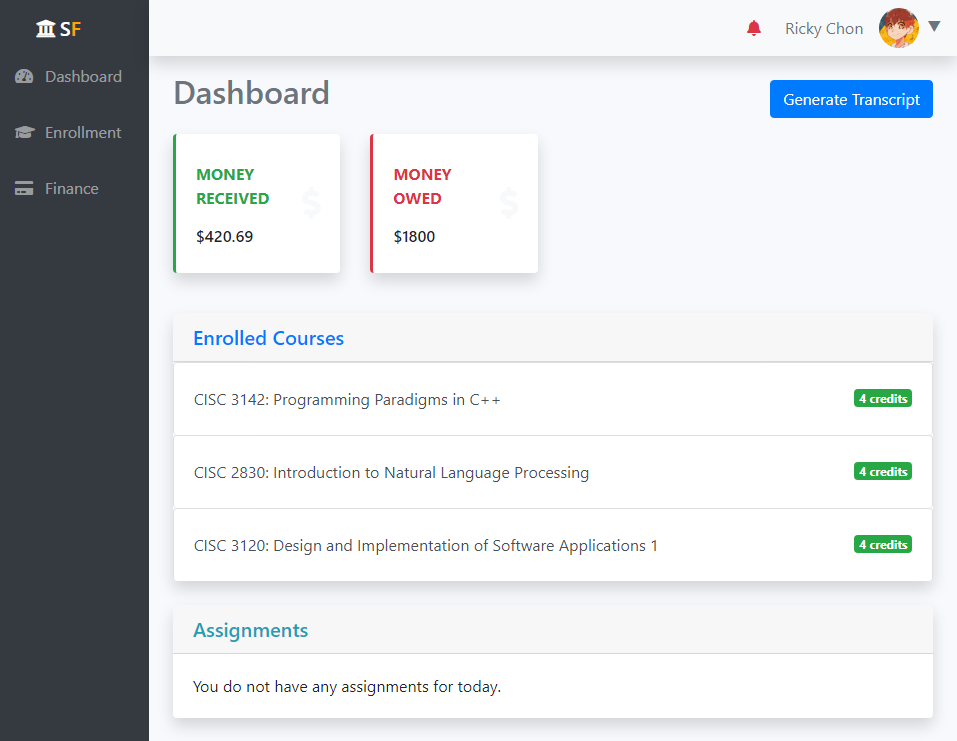 SF
Ricky Chon
Dashboard
Enrollment
Finance
Dashboard
Generate Transcript
MONEY
RECEIVED
$
$420.69
MONEY
OWED
$
$1800
Enrolled Courses
CISC 3142: Programming Paradigms in C++
4 credits
CISC 2830: Introduction to Natural Language Processing
4 credits
CISC 3120: Design and Implementation of Software Applications 1
4 credits
Assignments
You do not have any assignments for today.